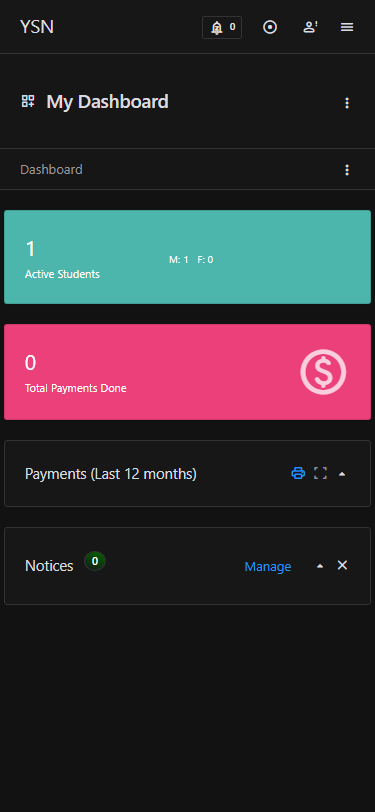 YSN
0
My Dashboard
Dashboard
1
Active Students
M: 1 F: 0
0
Total Payments Done
Payments (Last 12 months)
Notices 0
Manage